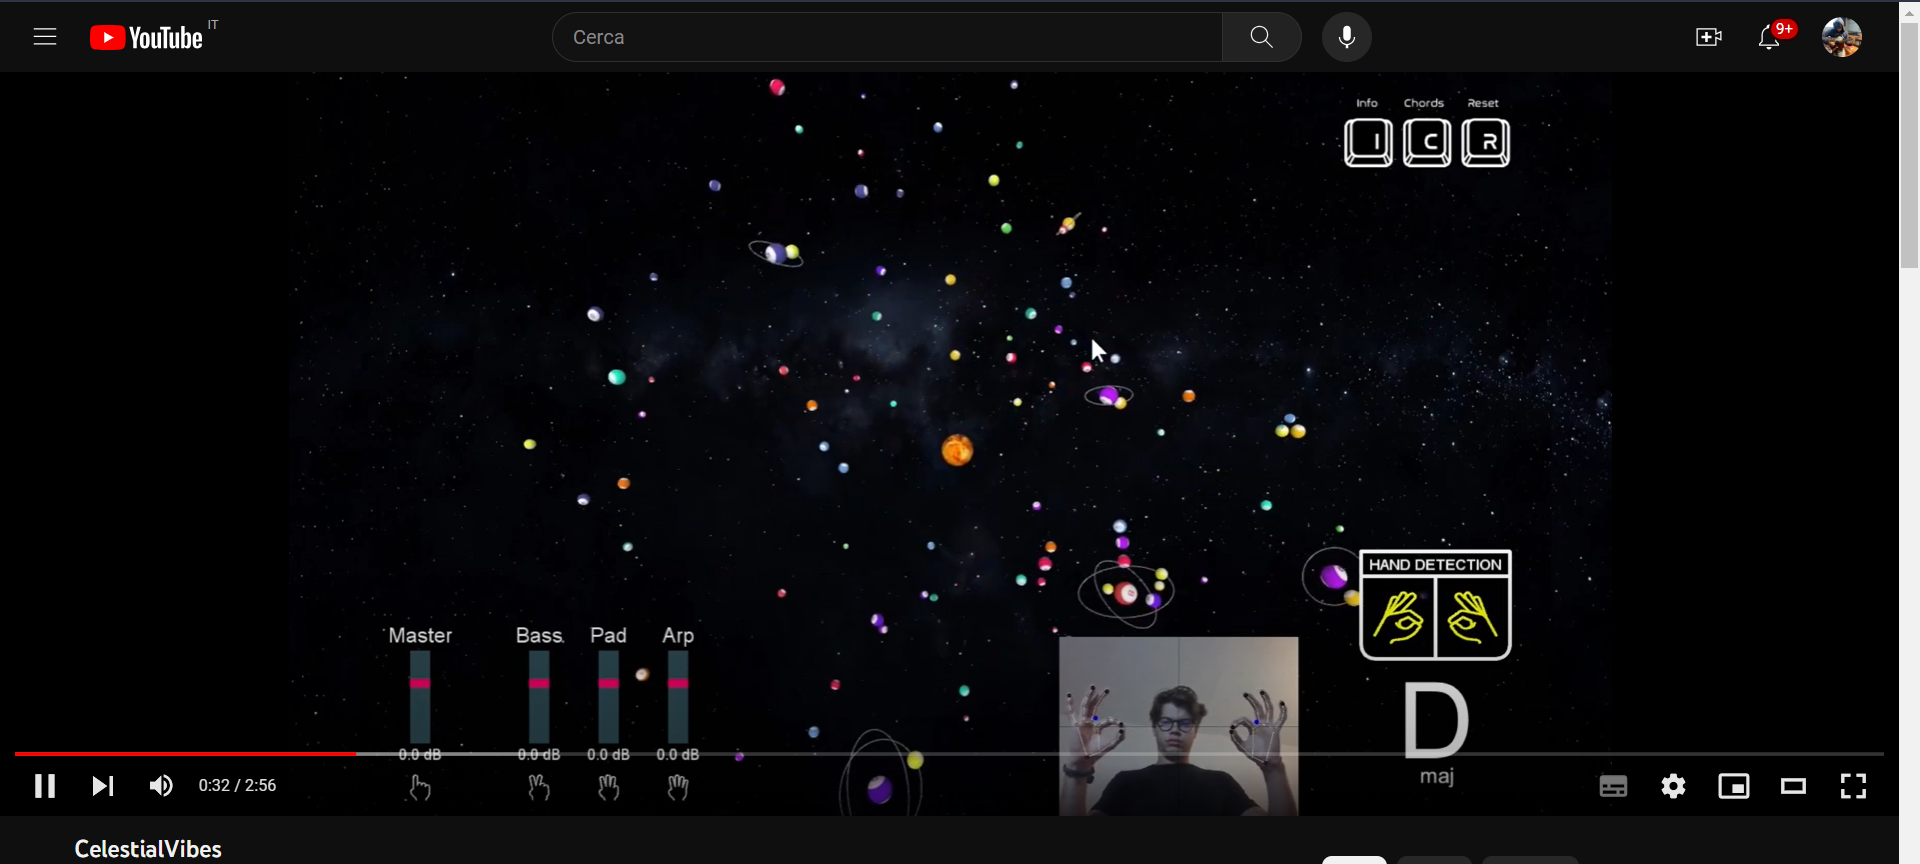 YouTube IT
Cerca
9+
Info Chords Reset
I C R
HAND DETECTION
Master Bass Pad Arp
0.0 dB 0.0 dB 0.0 dB 0.0 dB
D
maj
0:32 / 2:56
CelestialVibes